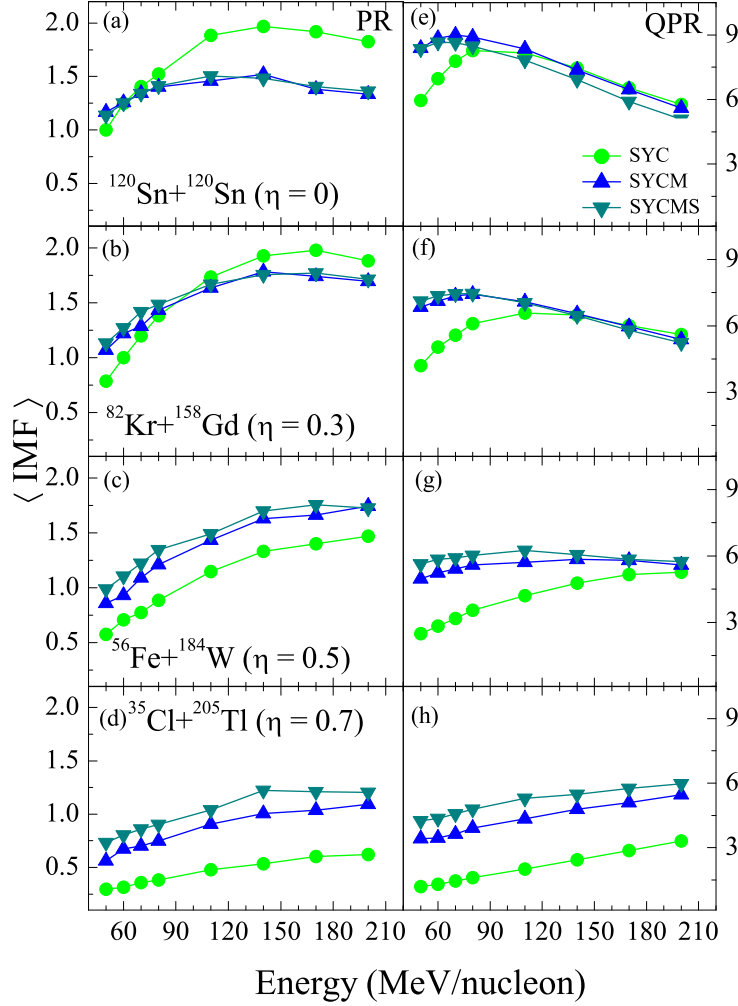 (a) PR
2.0
1.5
1.0
0.5
¹²⁰Sn+¹²⁰Sn (η = 0)
(e) QPR
9
6
3
SYC
SYCM
SYCMS
(b)
2.0
1.5
1.0
0.5
⁸²Kr+¹⁵⁸Gd (η = 0.3)
(f)
9
6
3
⟨ IMF ⟩
(c)
2.0
1.5
1.0
0.5
⁵⁶Fe+¹⁸⁴W (η = 0.5)
(g)
9
6
3
(d) ³⁵Cl+²⁰⁵Tl (η = 0.7)
2.0
1.5
1.0
0.5
(h)
9
6
3
60 90 120 150 180 210
60 90 120 150 180 210
Energy (MeV/nucleon)